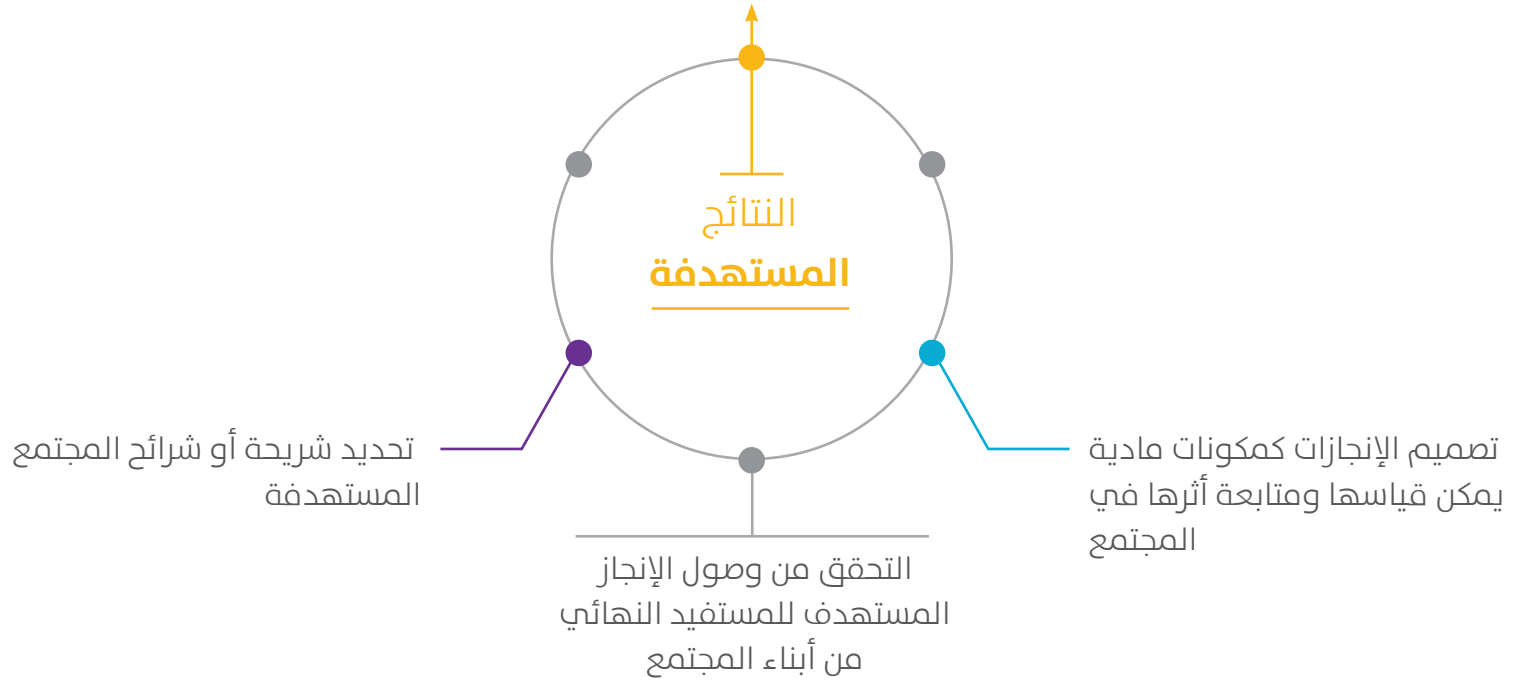 النتائج
المستهدفة
تصميم الإنجازات كمكونات مادية
يمكن قياسها ومتابعة أثرها في
المجتمع
التحقق من وصول الإنجاز
المستهدف للمستفيد النهائي
من أبناء المجتمع
تحديد شريحة أو شرائح المجتمع
المستهدفة